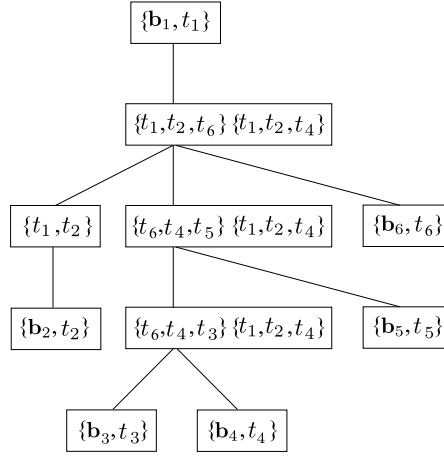 {b₁, t₁}
{t₁,t₂,t₆} {t₁,t₂,t₄}
{t₁,t₂} {t₆,t₄,t₅} {t₁,t₂,t₄} {b₆, t₆}
{b₂, t₂} {t₆,t₄,t₃} {t₁,t₂,t₄} {b₅, t₅}
{b₃, t₃} {b₄, t₄}